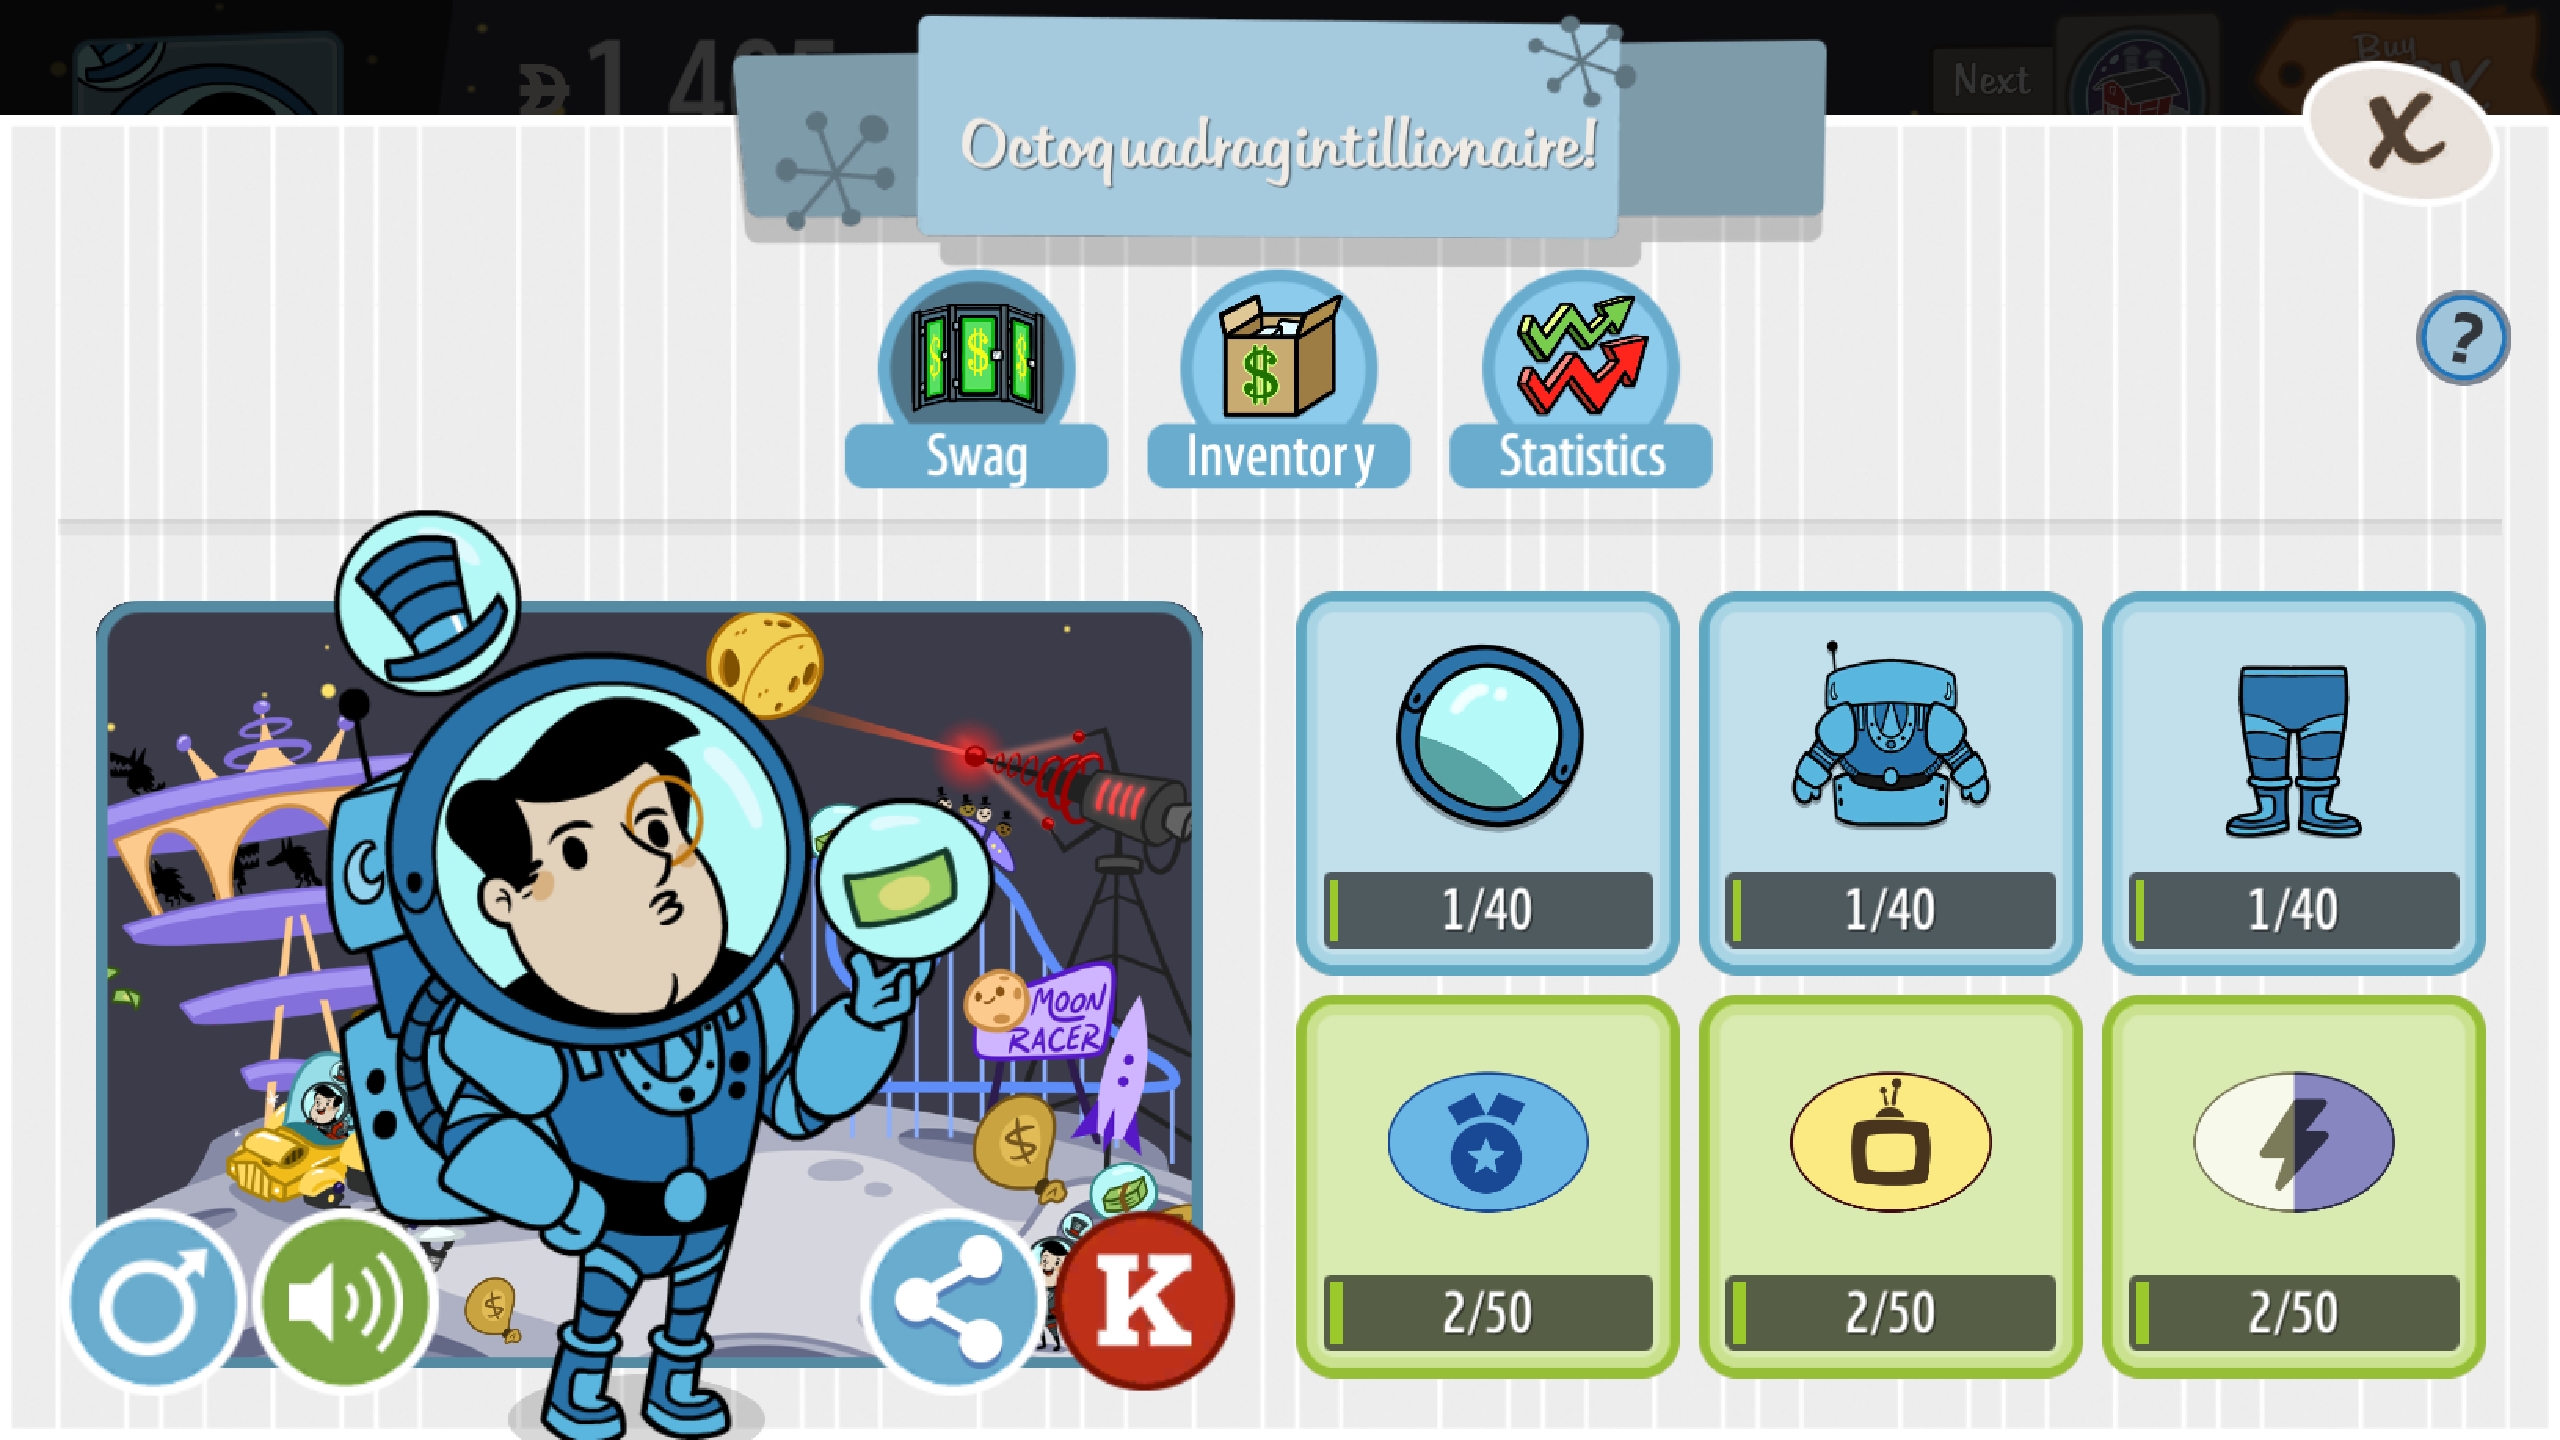 Next
Buy
Octoquadragintillionaire!
X
?
Swag
Inventory
Statistics
1/40
1/40
1/40
MOON
RACER
2/50
2/50
2/50
K